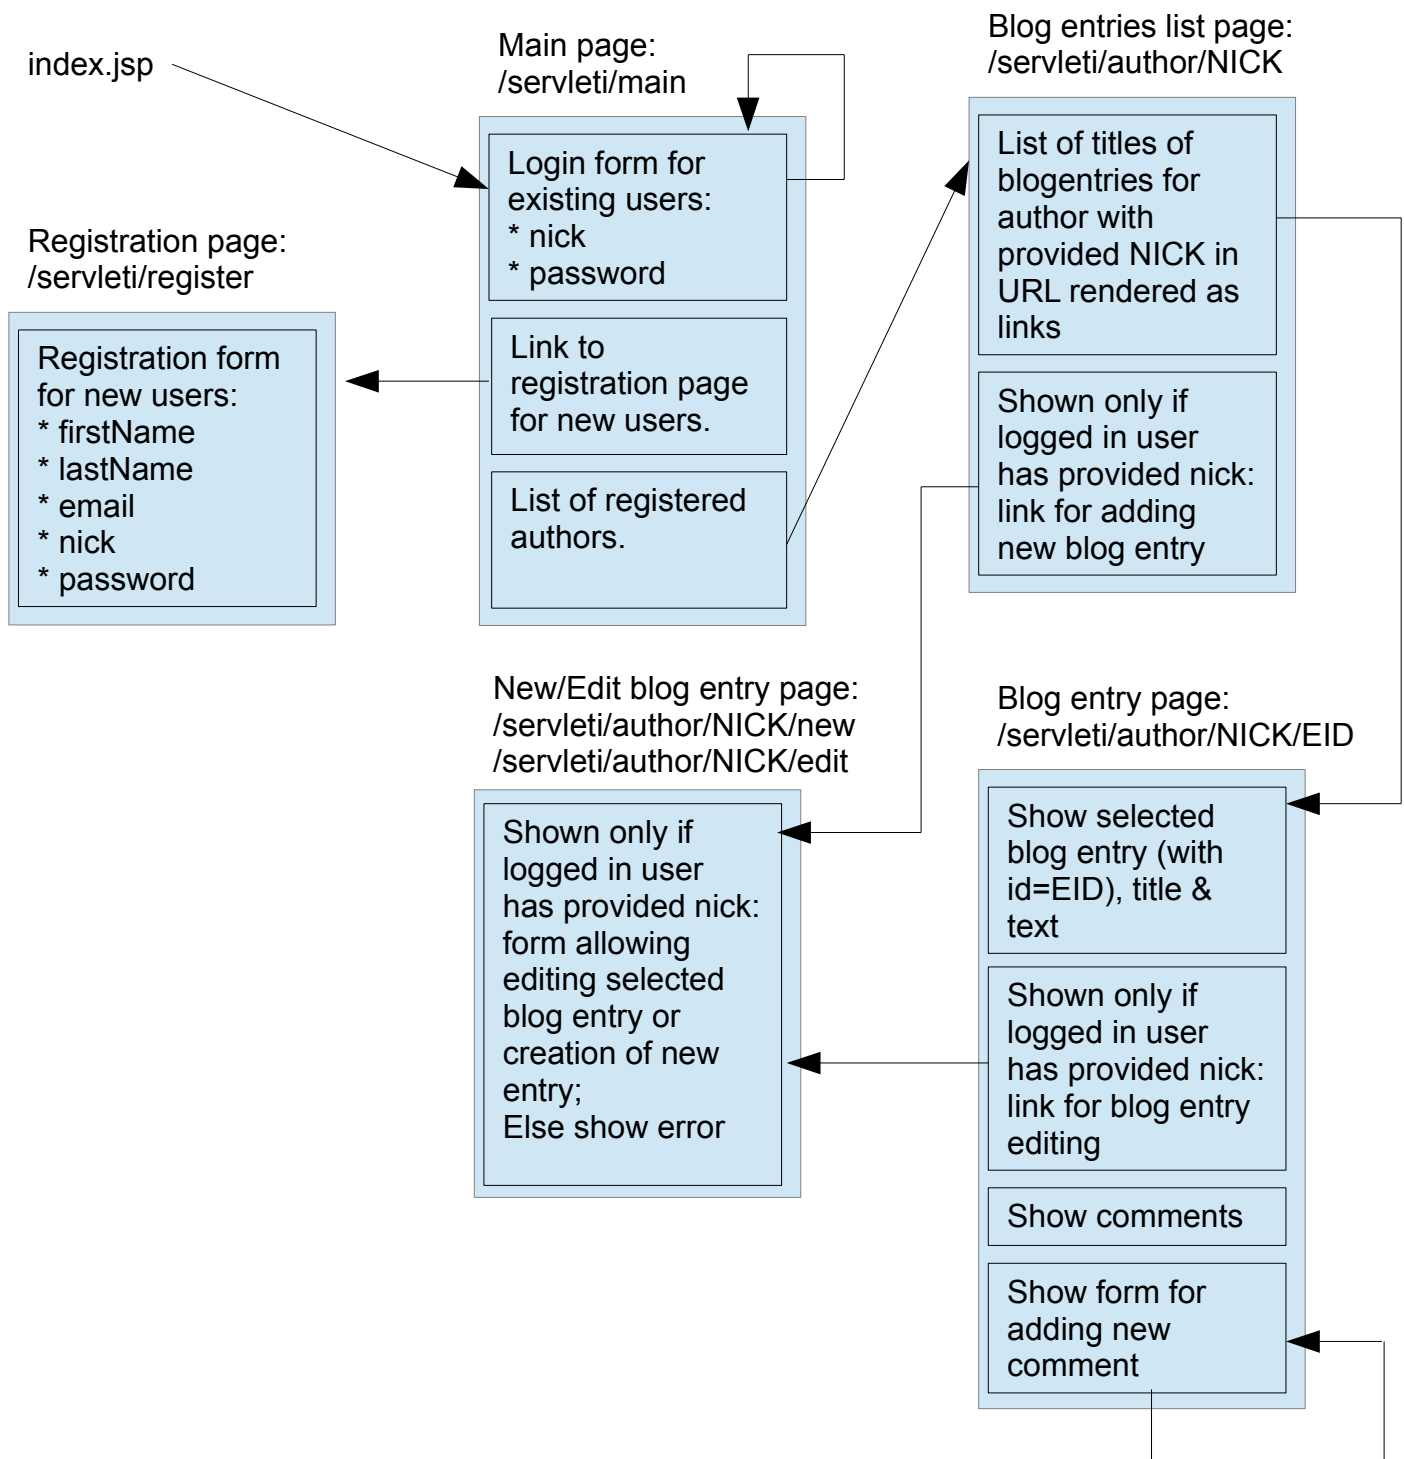 index.jsp
Main page:
/servleti/main
Login form for
existing users:
* nick
* password
Link to
registration page
for new users.
List of registered
authors.
Registration page:
/servleti/register
Registration form
for new users:
* firstName
* lastName
* email
* nick
* password
Blog entries list page:
/servleti/author/NICK
List of titles of
blogentries for
author with
provided NICK in
URL rendered as
links
Shown only if
logged in user
has provided nick:
link for adding
new blog entry
New/Edit blog entry page:
/servleti/author/NICK/new
/servleti/author/NICK/edit
Shown only if
logged in user
has provided nick:
form allowing
editing selected
blog entry or
creation of new
entry;
Else show error
Blog entry page:
/servleti/author/NICK/EID
Show selected
blog entry (with
id=EID), title &
text
Shown only if
logged in user
has provided nick:
link for blog entry
editing
Show comments
Show form for
adding new
comment